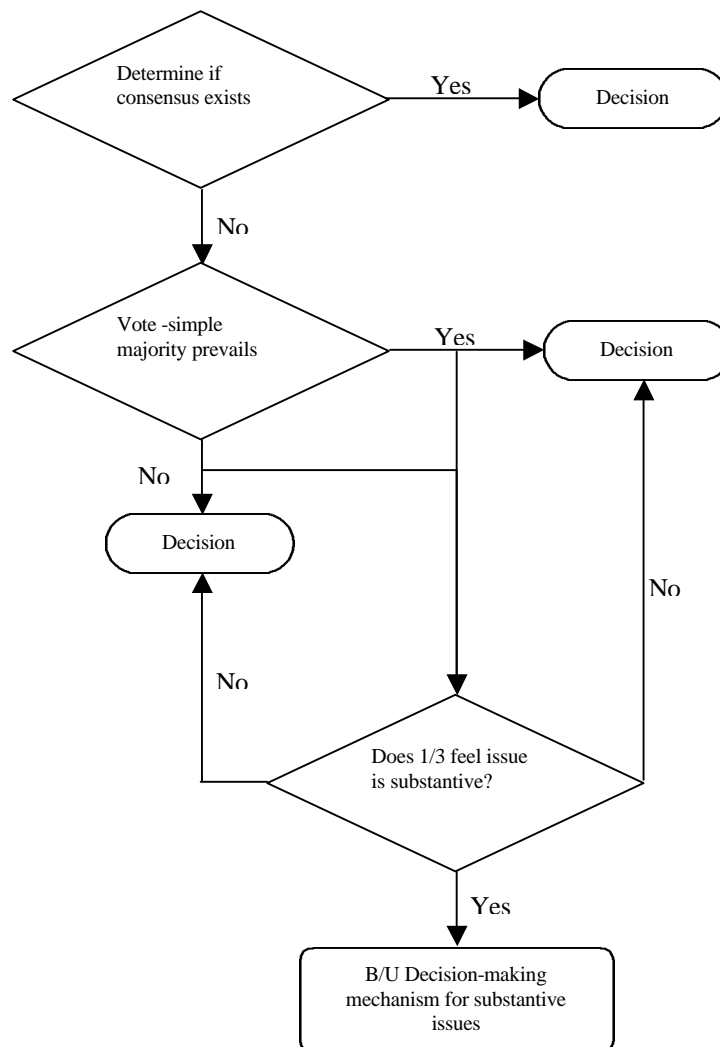 Determine if
consensus exists
Yes
Decision
No
Vote -simple
majority prevails
Yes
Decision
No
Decision
No
No
Does 1/3 feel issue
is substantive?
Yes
B/U Decision-making
mechanism for substantive
issues